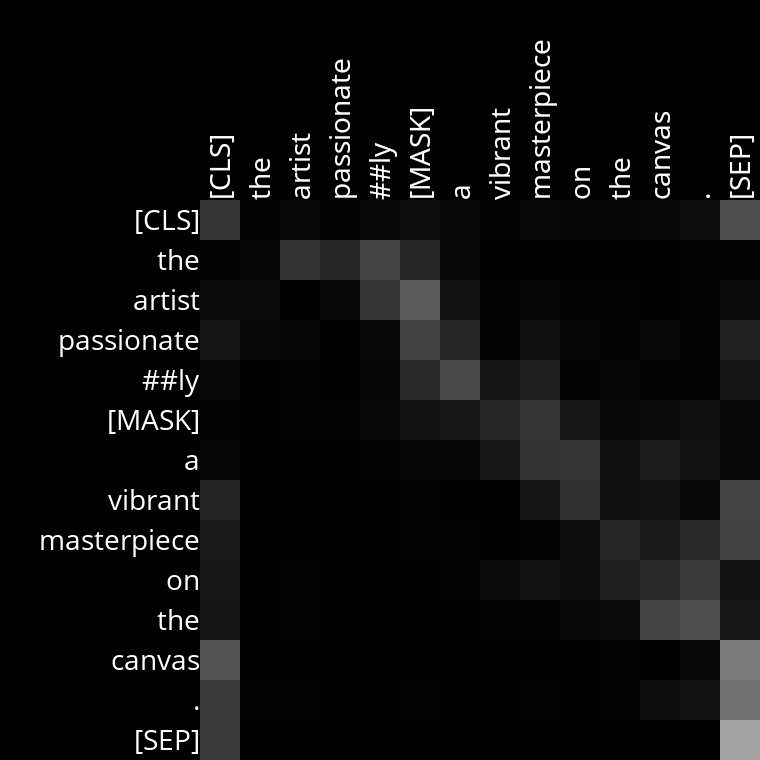 [CLS] the artist passionate ##ly [MASK] a vibrant masterpiece on the canvas . [SEP]
[CLS]
the
artist
passionate
##ly
[MASK]
a
vibrant
masterpiece
on
the
canvas
.
[SEP]